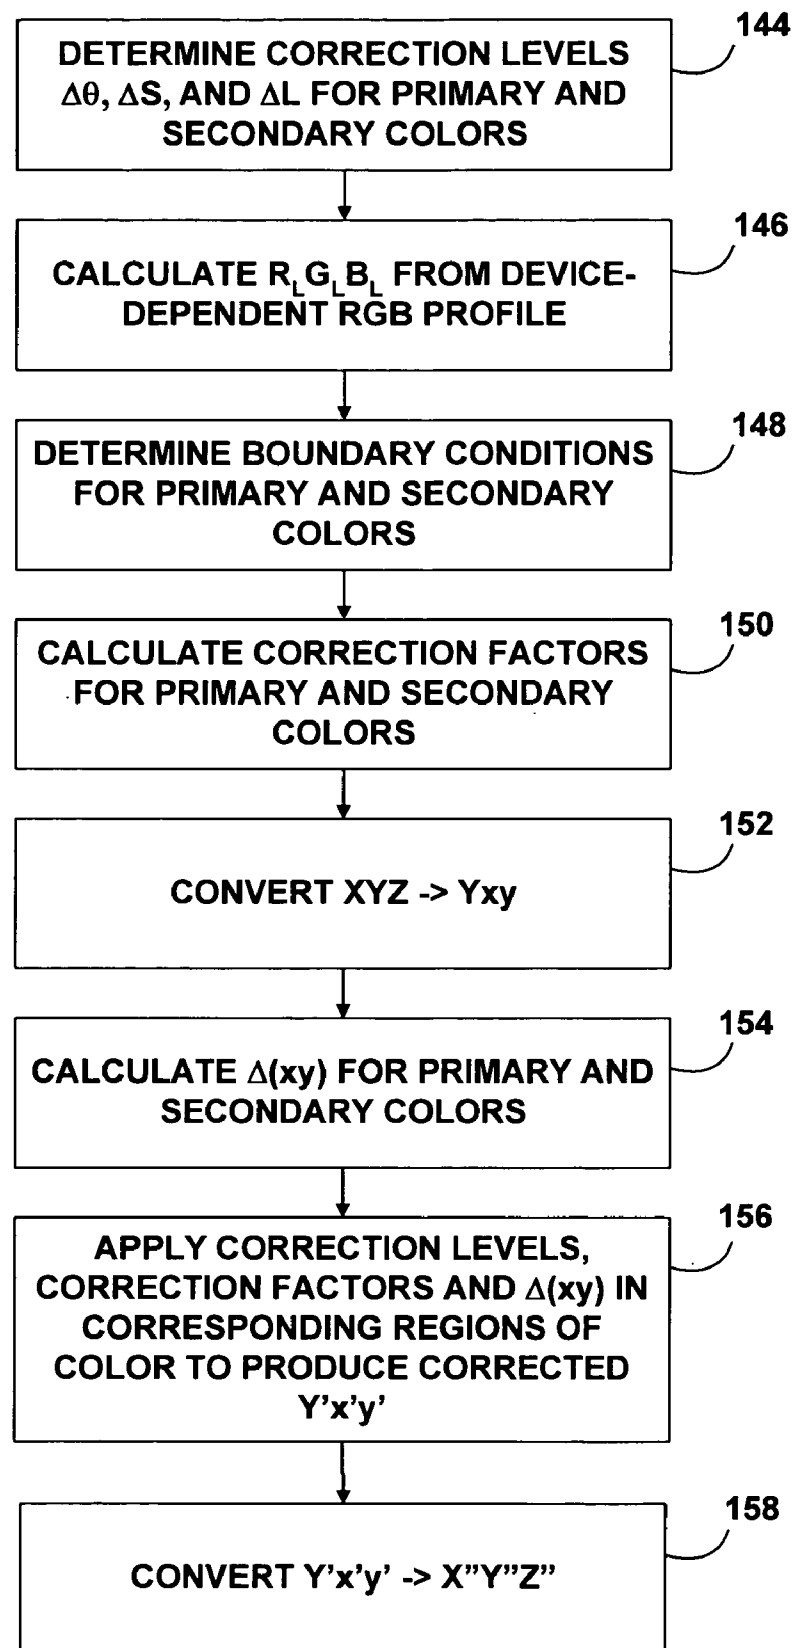 144
DETERMINE CORRECTION LEVELS
Δθ, ΔS, AND ΔL FOR PRIMARY AND
SECONDARY COLORS
146
CALCULATE R_LG_LB_L FROM DEVICE-
DEPENDENT RGB PROFILE
148
DETERMINE BOUNDARY CONDITIONS
FOR PRIMARY AND SECONDARY
COLORS
150
CALCULATE CORRECTION FACTORS
FOR PRIMARY AND SECONDARY
COLORS
152
CONVERT XYZ -> Yxy
154
CALCULATE Δ(xy) FOR PRIMARY AND
SECONDARY COLORS
156
APPLY CORRECTION LEVELS,
CORRECTION FACTORS AND Δ(xy) IN
CORRESPONDING REGIONS OF
COLOR TO PRODUCE CORRECTED
Y'x'y'
158
CONVERT Y'x'y' -> X"Y"Z"